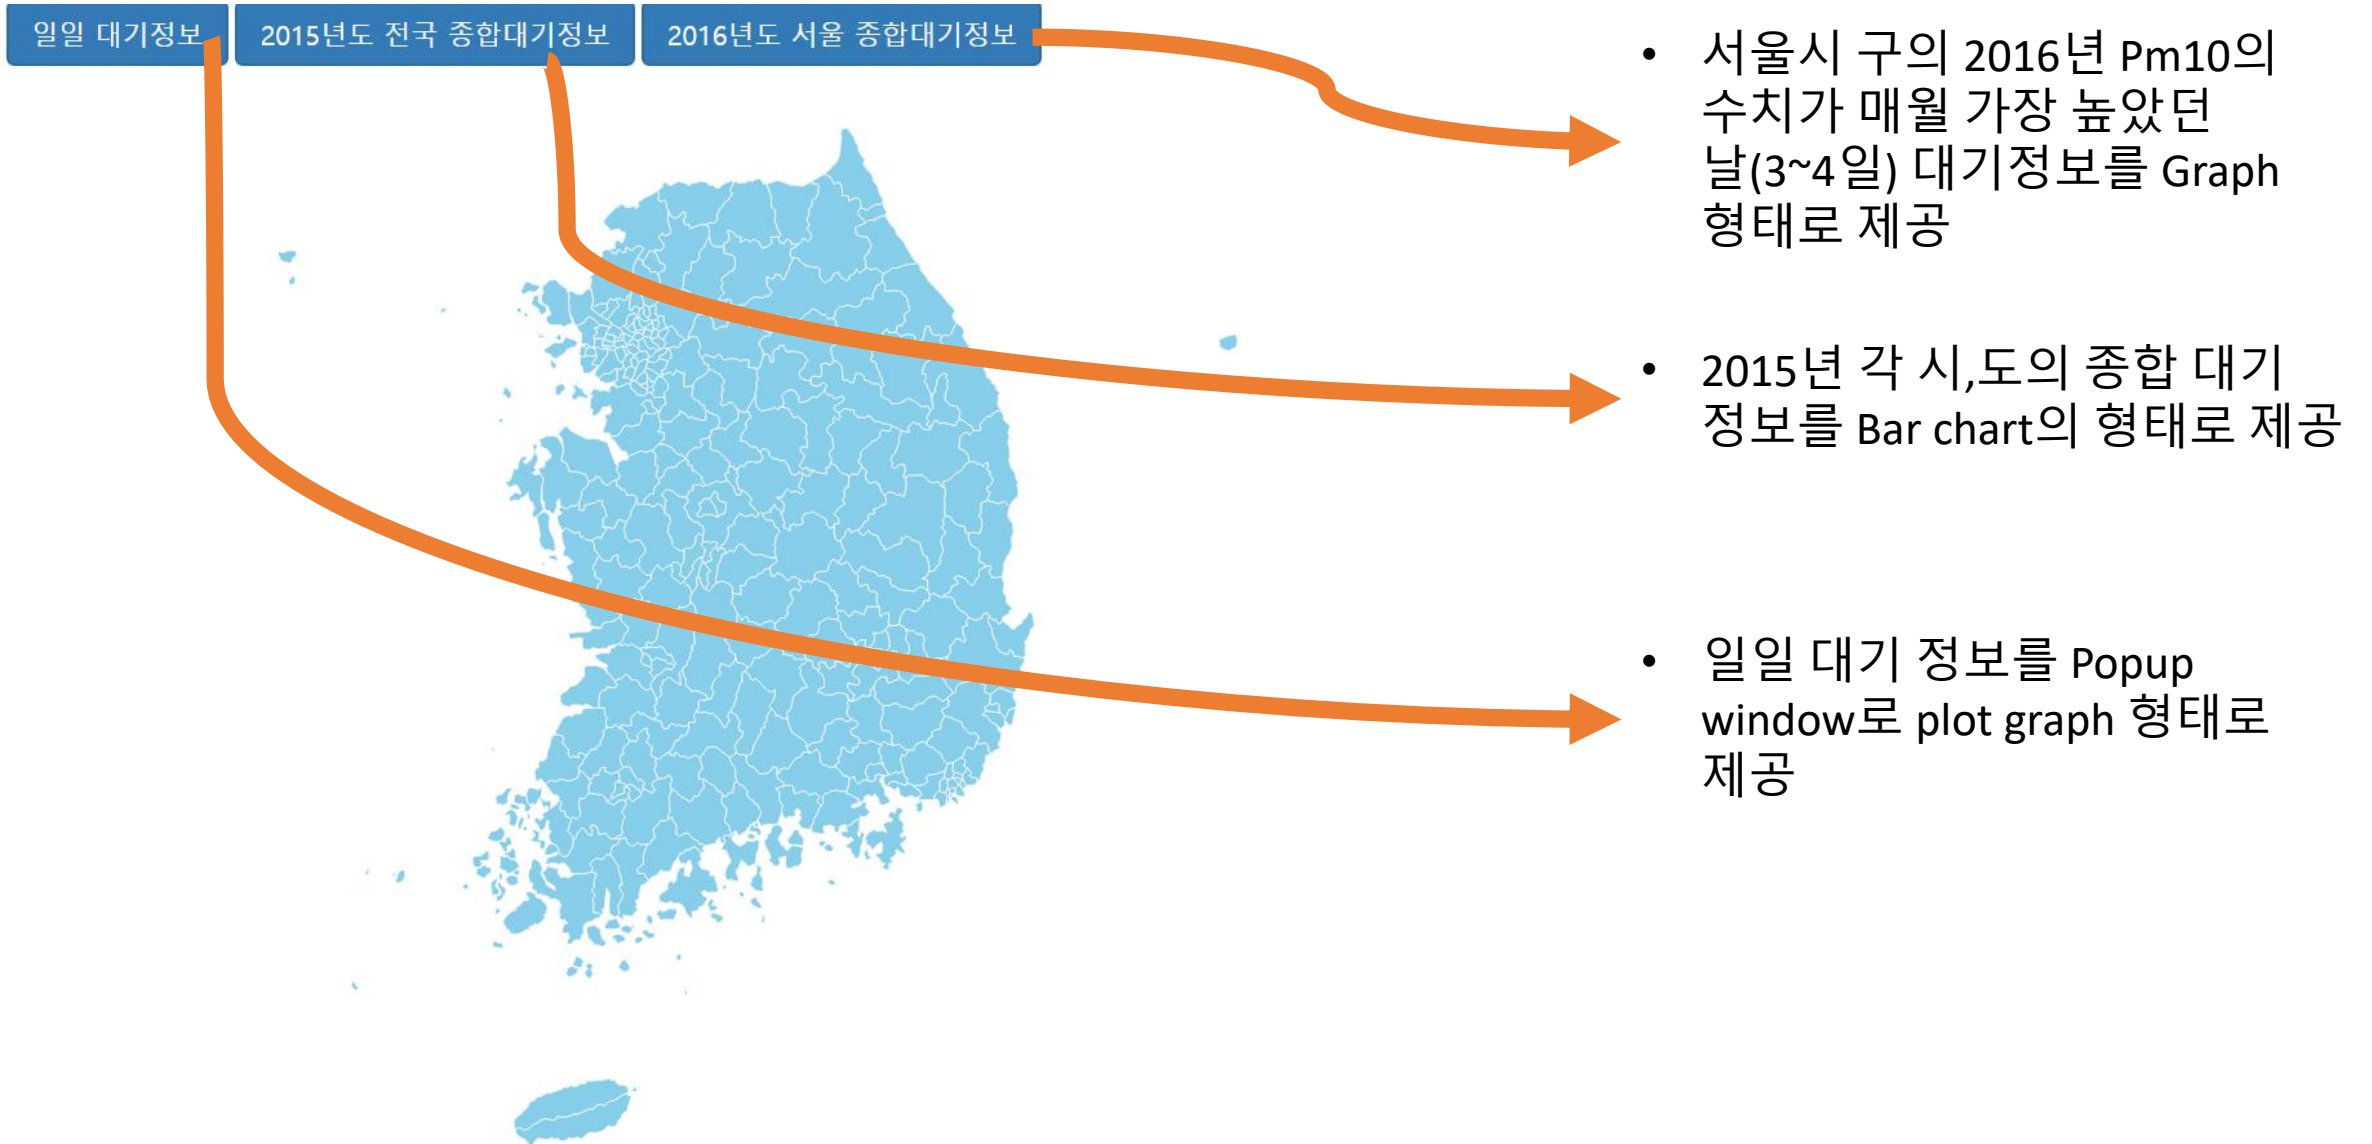 일일 대기정보
2015년도 전국 종합대기정보
2016년도 서울 종합대기정보
• 서울시 구의 2016년 Pm10의
수치가 매월 가장 높았던
날(3~4일) 대기정보를 Graph
형태로 제공
• 2015년 각 시,도의 종합 대기
정보를 Bar chart의 형태로 제공
• 일일 대기 정보를 Popup
window로 plot graph 형태로
제공